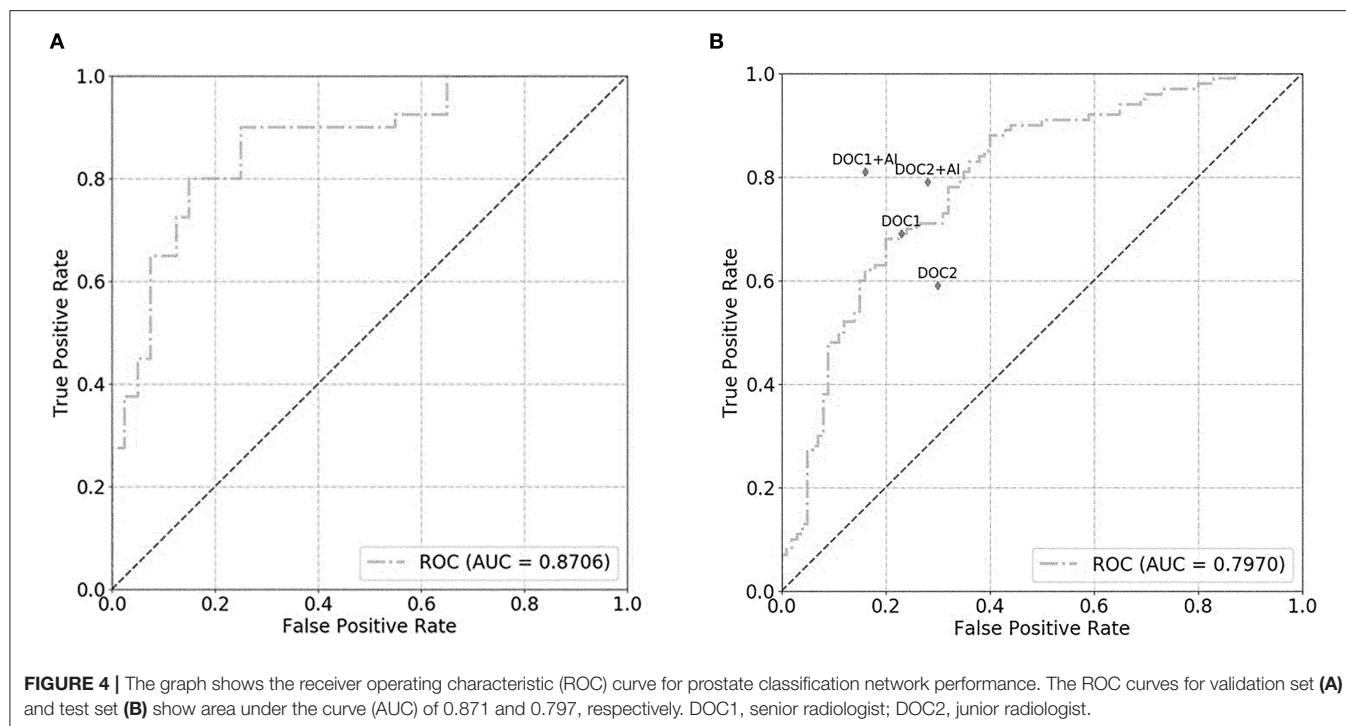 A
1.0
0.8
0.6
0.4
0.2
0.0
True Positive Rate
ROC (AUC = 0.8706)
0.0 0.2 0.4 0.6 0.8 1.0
False Positive Rate
B
1.0
0.8
0.6
0.4
0.2
0.0
True Positive Rate
DOC1+AI
DOC2+AI
DOC1
DOC2
ROC (AUC = 0.7970)
0.0 0.2 0.4 0.6 0.8 1.0
False Positive Rate
FIGURE 4 | The graph shows the receiver operating characteristic (ROC) curve for prostate classification network performance. The ROC curves for validation set (A)
and test set (B) show area under the curve (AUC) of 0.871 and 0.797, respectively. DOC1, senior radiologist; DOC2, junior radiologist.